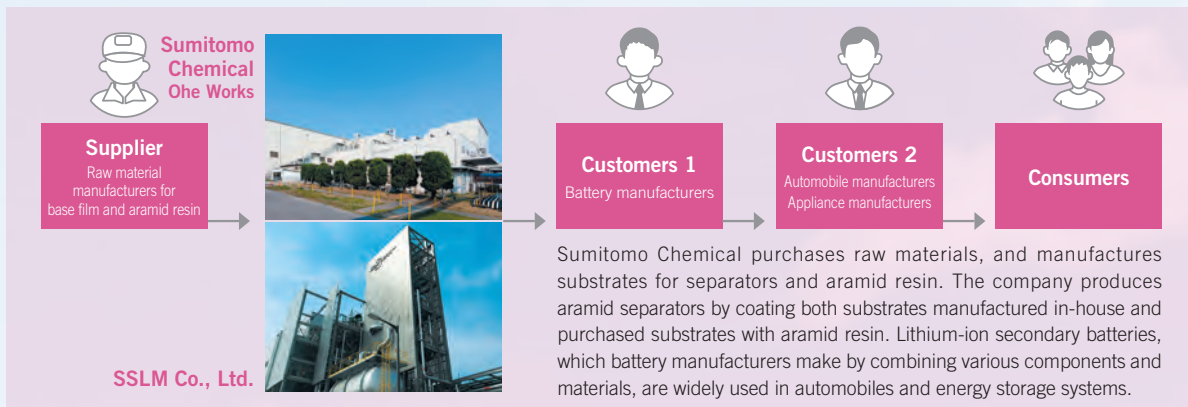 Sumitomo
Chemical
Ohe Works
Supplier
Raw material
manufacturers for
base film and aramid resin
SSLM Co., Ltd.
Customers 1
Battery manufacturers
Customers 2
Automobile manufacturers
Appliance manufacturers
Consumers
Sumitomo Chemical purchases raw materials, and manufactures
substrates for separators and aramid resin. The company produces
aramid separators by coating both substrates manufactured in-house and
purchased substrates with aramid resin. Lithium-ion secondary batteries,
which battery manufacturers make by combining various components and
materials, are widely used in automobiles and energy storage systems.